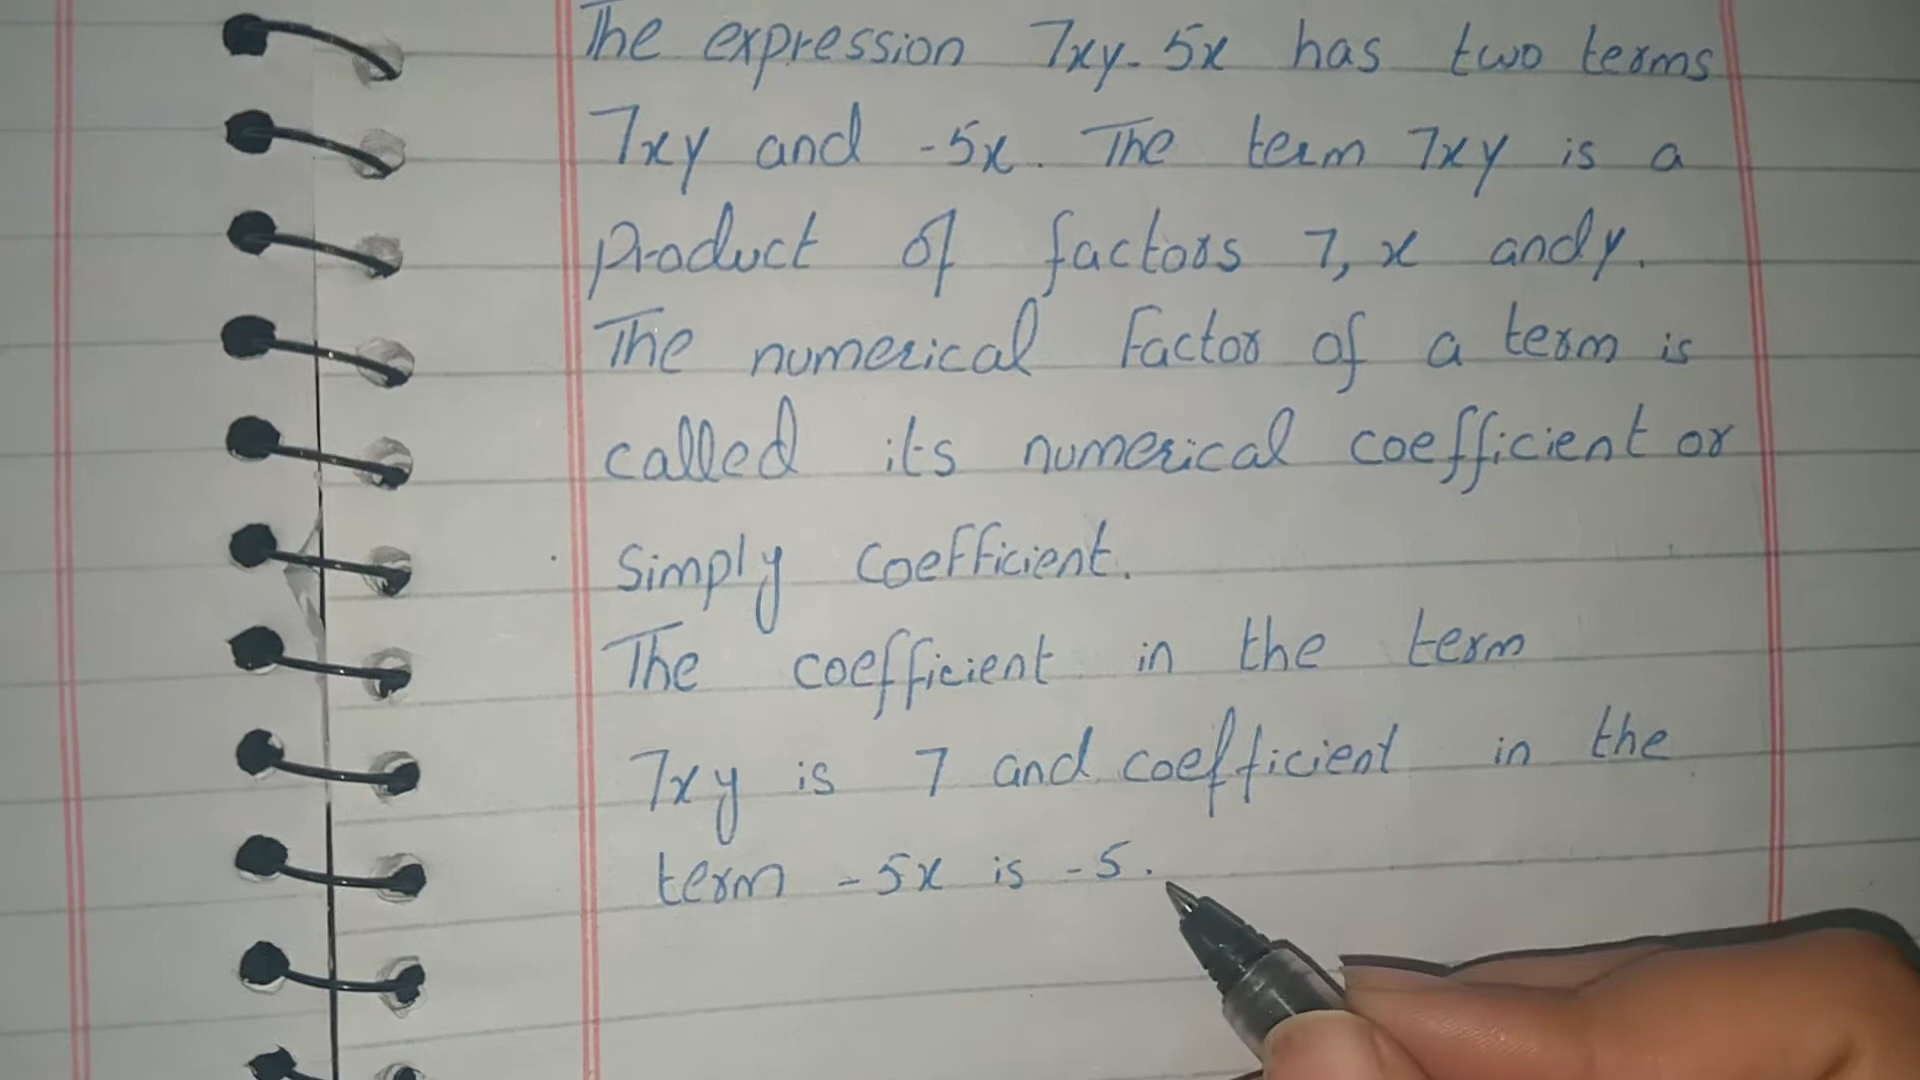 The expression 7xy-5x has two terms
7xy and -5x. The term 7xy is a
product of factors 7, x and y.
The numerical Factor of a term is
called its numerical coefficient or
Simply Coefficient.
The coefficient in the term
7xy is 7 and coefficient in the
term -5x is -5.